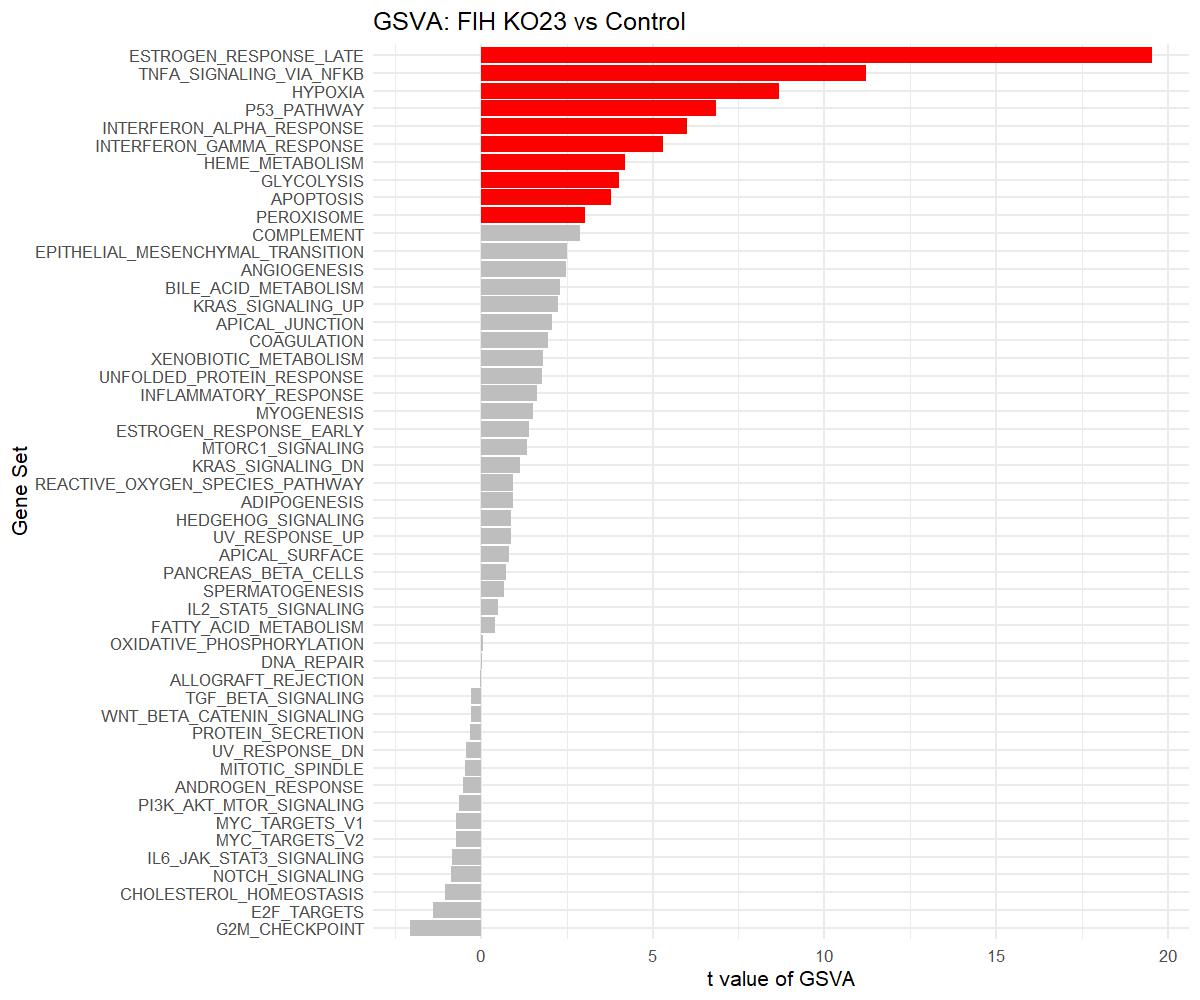 GSVA: FIH KO23 vs Control
ESTROGEN_RESPONSE_LATE
TNFA_SIGNALING_VIA_NFKB
HYPOXIA
P53_PATHWAY
INTERFERON_ALPHA_RESPONSE
INTERFERON_GAMMA_RESPONSE
HEME_METABOLISM
GLYCOLYSIS
APOPTOSIS
PEROXISOME
COMPLEMENT
EPITHELIAL_MESENCHYMAL_TRANSITION
ANGIOGENESIS
BILE_ACID_METABOLISM
KRAS_SIGNALING_UP
APICAL_JUNCTION
COAGULATION
XENOBIOTIC_METABOLISM
UNFOLDED_PROTEIN_RESPONSE
INFLAMMATORY_RESPONSE
MYOGENESIS
ESTROGEN_RESPONSE_EARLY
MTORC1_SIGNALING
KRAS_SIGNALING_DN
REACTIVE_OXYGEN_SPECIES_PATHWAY
ADIPOGENESIS
HEDGEHOG_SIGNALING
UV_RESPONSE_UP
APICAL_SURFACE
PANCREAS_BETA_CELLS
SPERMATOGENESIS
IL2_STAT5_SIGNALING
FATTY_ACID_METABOLISM
OXIDATIVE_PHOSPHORYLATION
DNA_REPAIR
ALLOGRAFT_REJECTION
TGF_BETA_SIGNALING
WNT_BETA_CATENIN_SIGNALING
PROTEIN_SECRETION
UV_RESPONSE_DN
MITOTIC_SPINDLE
ANDROGEN_RESPONSE
PI3K_AKT_MTOR_SIGNALING
MYC_TARGETS_V1
MYC_TARGETS_V2
IL6_JAK_STAT3_SIGNALING
NOTCH_SIGNALING
CHOLESTEROL_HOMEOSTASIS
E2F_TARGETS
G2M_CHECKPOINT
Gene Set
0 5 10 15 20
t value of GSVA